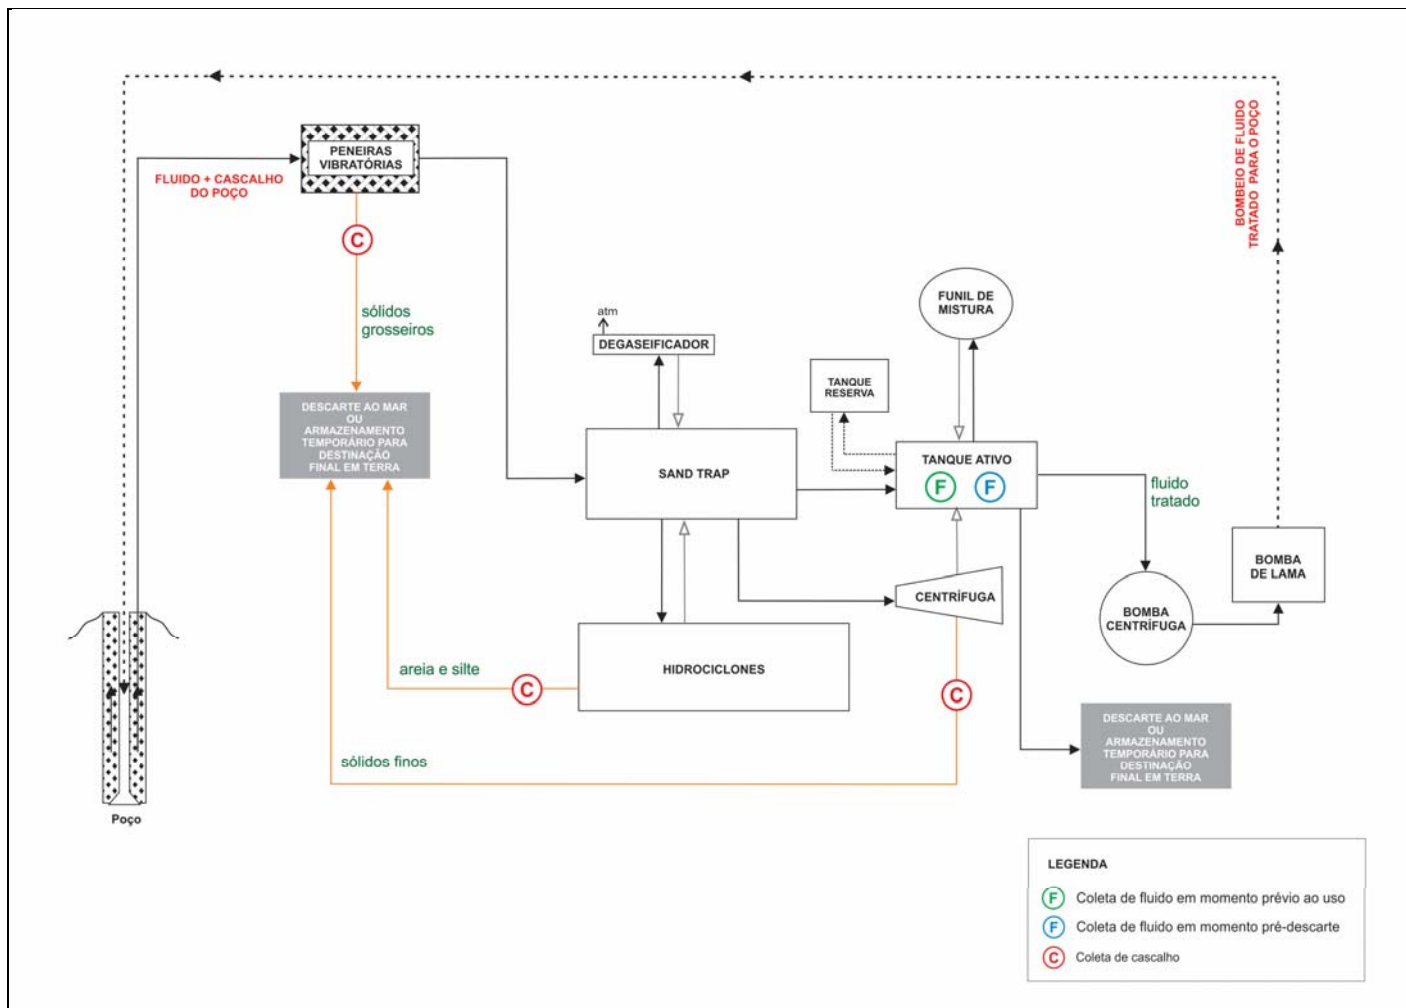 BOMBEIO DE FLUIDO
TRATADO PARA O POÇO
PENEIRAS
VIBRATÓRIAS
FLUIDO + CASCALHO
DO POÇO
C
sólidos
grosseiros
atm
DEGASEIFICADOR
FUNIL DE
MISTURA
TANQUE
RESERVA
DESCARTE AO MAR
OU
ARMAZENAMENTO
TEMPORÁRIO PARA
DESTINAÇÃO
FINAL EM TERRA
SAND TRAP
TANQUE ATIVO
F F
fluido
tratado
BOMBA
DE LAMA
CENTRÍFUGA
BOMBA
CENTRÍFUGA
HIDROCICLONES
areia e silte
C
C
sólidos finos
DESCARTE AO MAR
OU
ARMAZENAMENTO
TEMPORÁRIO PARA
DESTINAÇÃO
FINAL EM TERRA
Poço
LEGENDA
F Coleta de fluido em momento prévio ao uso
F Coleta de fluido em momento pré-descarte
C Coleta de cascalho